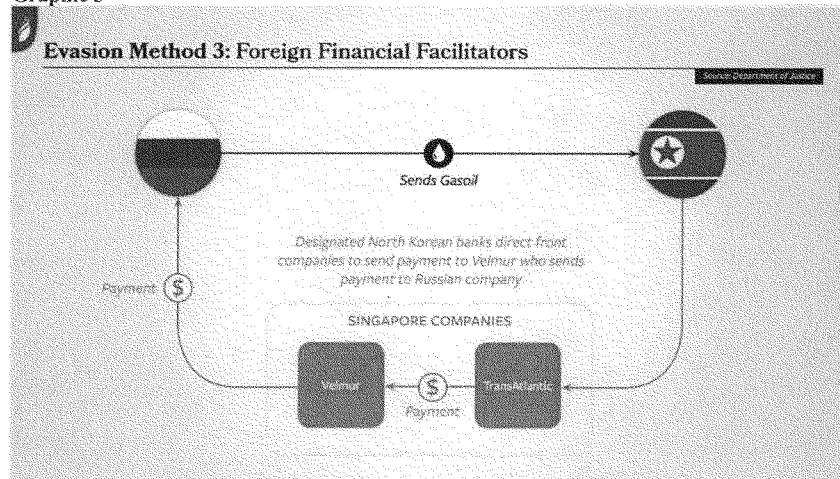 Evasion Method 3: Foreign Financial Facilitators
Source: Department of Justice
Sends Gasoil
Designated North Korean banks direct front
companies to send payment to Velmur who sends
payment to Russian company
Payment
$
SINGAPORE COMPANIES
Velmur
$
TransAtlantic
Payment